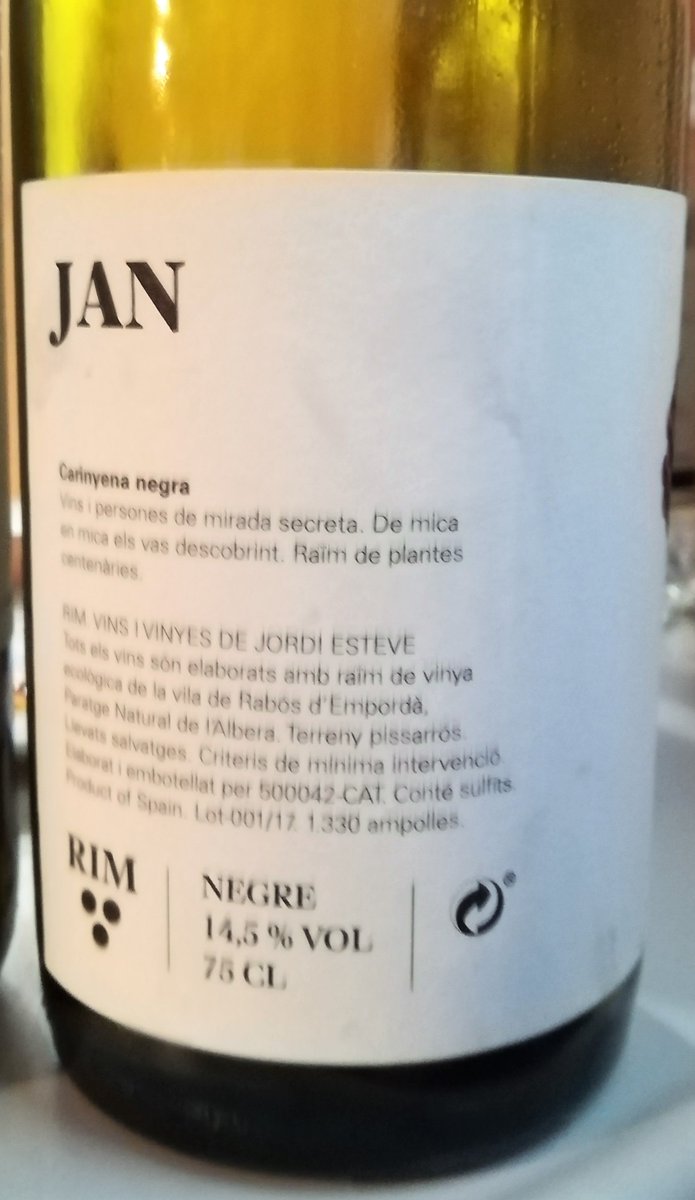 JAN
Carinyena negra
Vins i persones de mirada secreta. De mica
en mica els vas descobrint. Raïm de plantes
centenàries.
RIM. VINS I VINYES DE JORDI ESTEVE
Tots els vins són elaborats amb raïm de vinya
ecològica de la vila de Rabós d'Empordà,
Paratge Natural de l'Albera. Terreny pissarrós.
Llevats salvatges. Criteris de mínima intervenció.
Elaborat i embotellat per 500042-CAT. Conté sulfits.
Product of Spain. Lot-001/17. 1.330 ampolles.
RIM
NEGRE
14,5 % VOL
75 CL